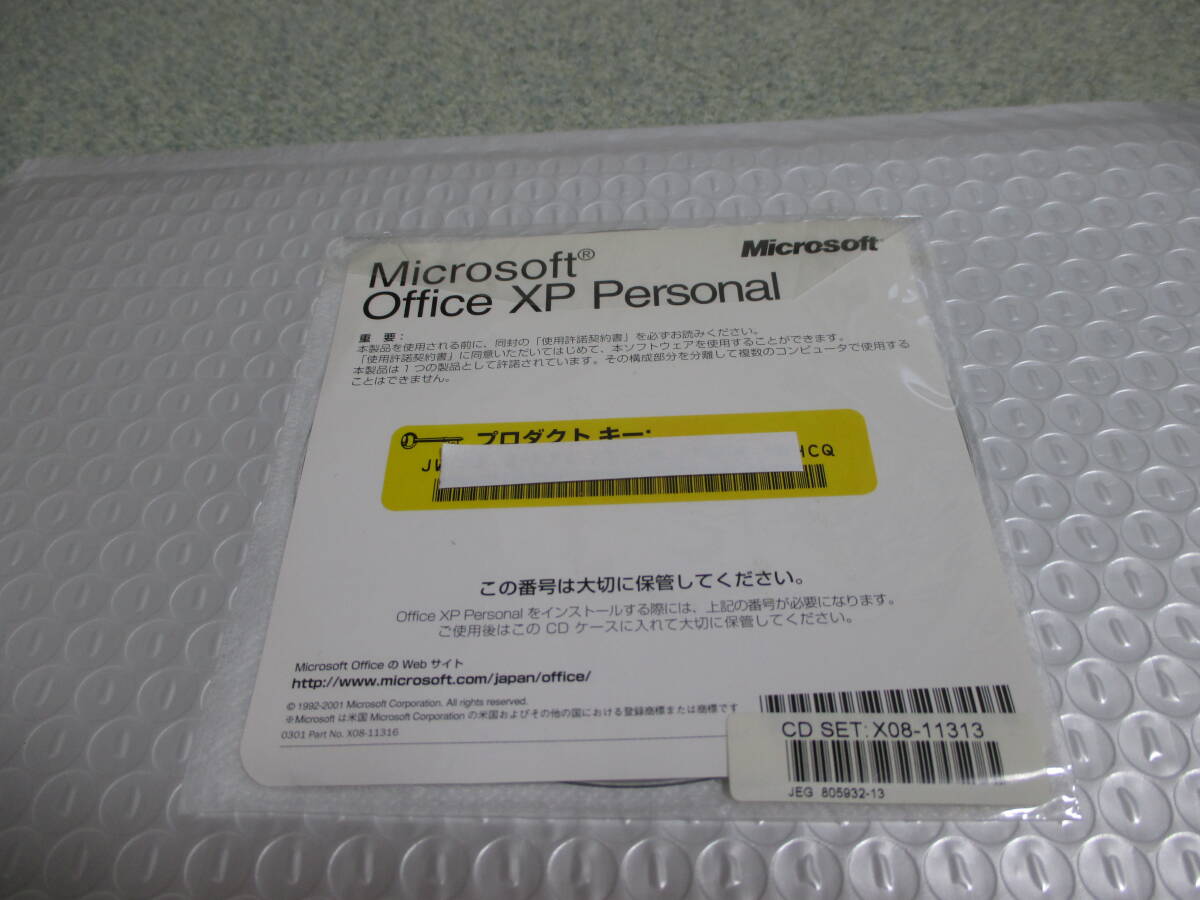 Microsoft
Microsoft®
Office XP Personal
重 要:
本製品を使用される前に、同封の「使用許諾契約書」を必ずお読みください。
「使用許諾契約書」に同意いただいてはじめて、本ソフトウェアを使用することができます。
本製品は1つの製品として許諾されています。その構成部分を分離して複数のコンピュータで使用する
ことはできません。
プロダクト キー:
HCQ
この番号は大切に保管してください。
Office XP Personal をインストールする際には、上記の番号が必要になります。
ご使用後はこの CD ケースに入れて大切に保管してください。
Microsoft Office の Web サイト
http://www.microsoft.com/japan/office/
© 1992-2001 Microsoft Corporation. All rights reserved.
※Microsoft は米国 Microsoft Corporation の米国およびその他の国における登録商標または商標です
0301 Part No. X08-11316
CD SET: X08-11313
JEG 805932-13